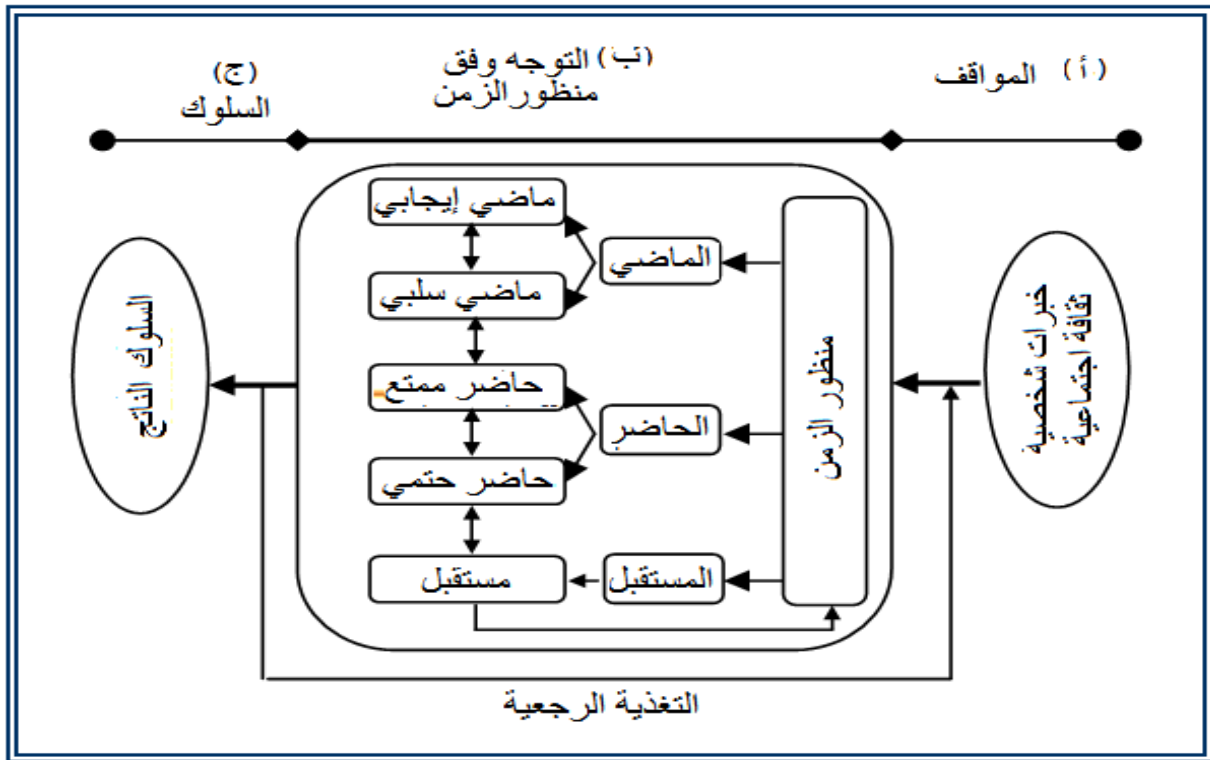 (أ) المواقف
(ب) التوجه وفق
منظور الزمن
(ج)
السلوك
خبرات شخصية
ثقافة اجتماعية
منظور الزمن
الماضي
ماضي إيجابي
ماضي سلبي
الحاضر
حاضر ممتع
حاضر حتمي
المستقبل
مستقبل
السلوك الناتج
التغذية الرجعية